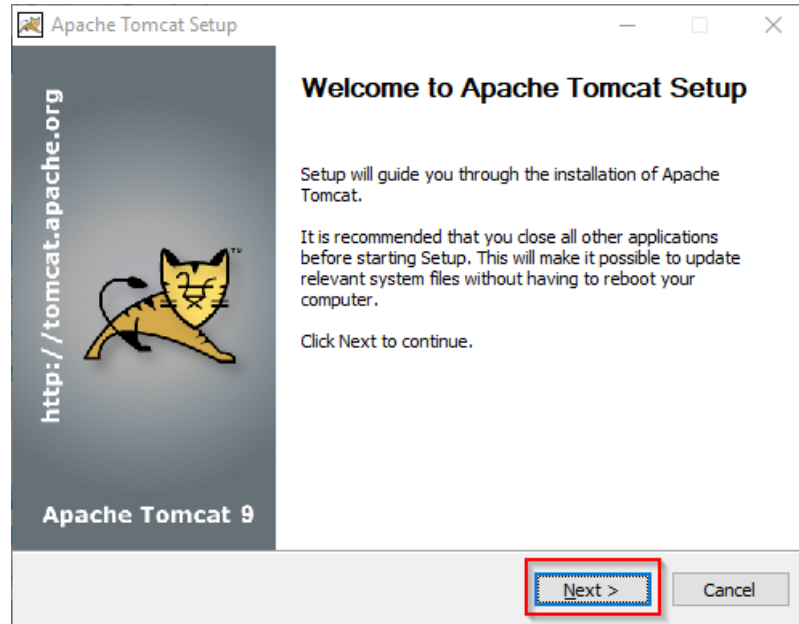 Apache Tomcat Setup
http://tomcat.apache.org
Apache Tomcat 9
Welcome to Apache Tomcat Setup
Setup will guide you through the installation of Apache
Tomcat.
It is recommended that you close all other applications
before starting Setup. This will make it possible to update
relevant system files without having to reboot your
computer.
Click Next to continue.
Next >
Cancel